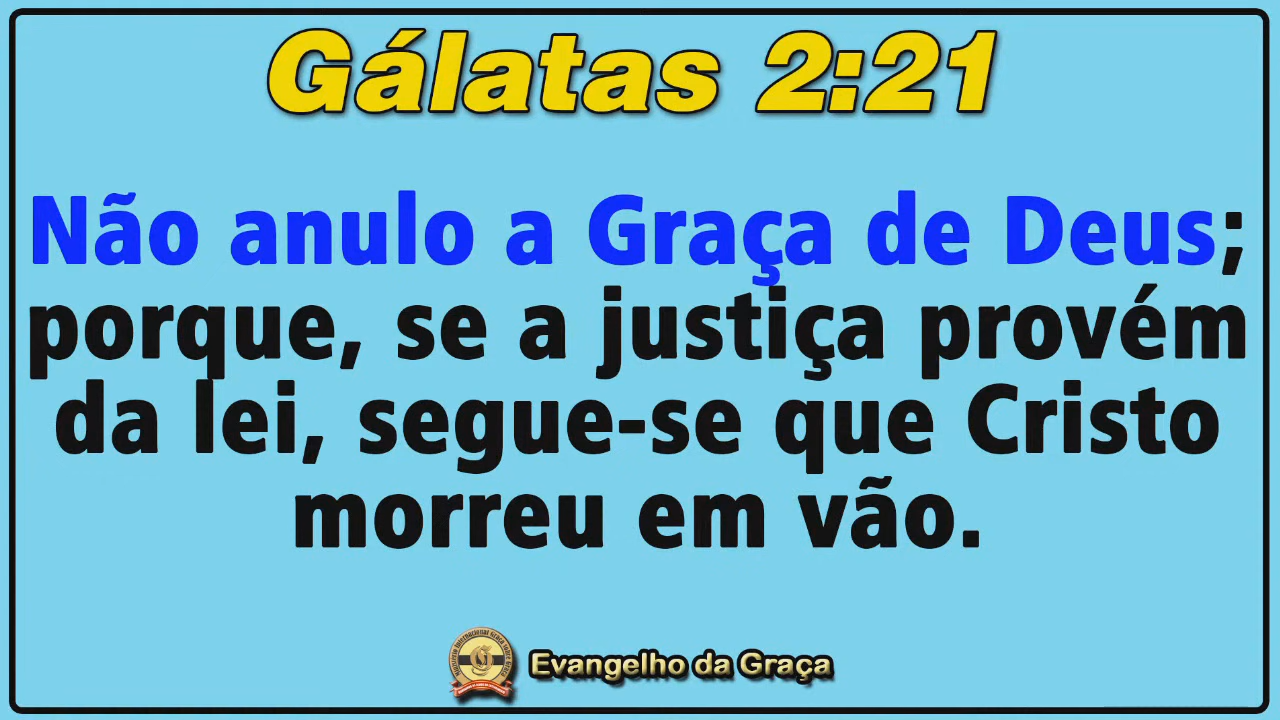 Gálatas 2:21
Não anulo a Graça de Deus;
porque, se a justiça provém
da lei, segue-se que Cristo
morreu em vão.
Evangelho da Graça